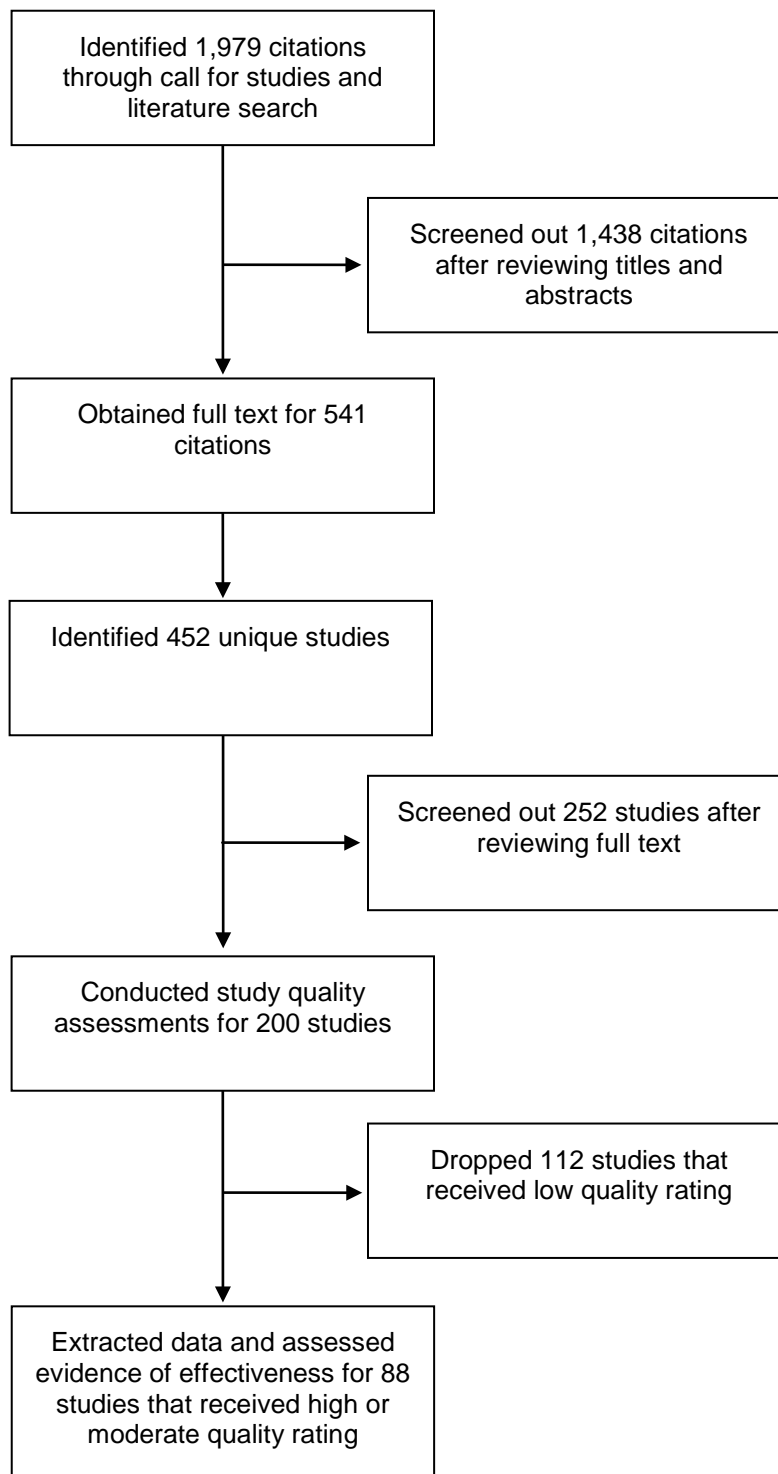 Identified 1,979 citations
through call for studies and
literature search
Screened out 1,438 citations
after reviewing titles and
abstracts
Obtained full text for 541
citations
Identified 452 unique studies
Screened out 252 studies after
reviewing full text
Conducted study quality
assessments for 200 studies
Dropped 112 studies that
received low quality rating
Extracted data and assessed
evidence of effectiveness for 88
studies that received high or
moderate quality rating